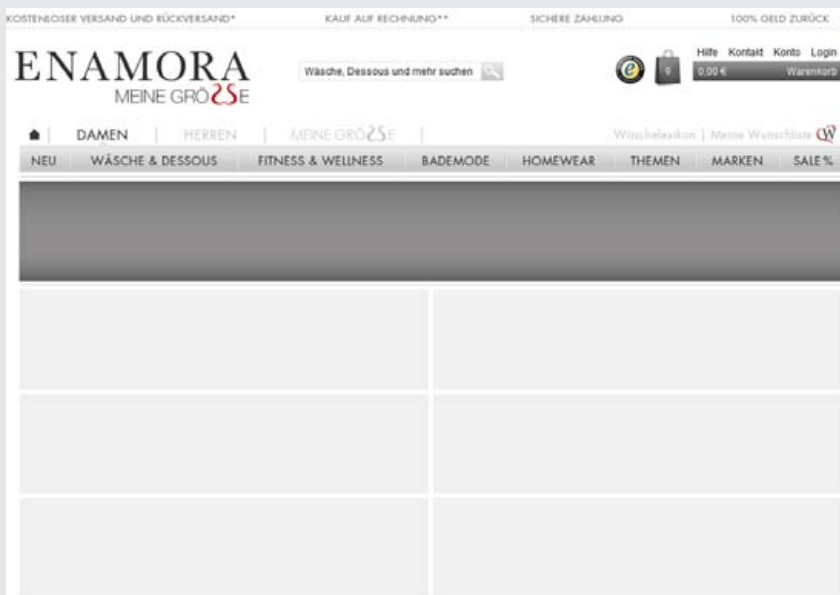 KOSTENLOSER VERSAND UND RÜCKVERSAND* KAUF AUF RECHNUNG** SICHERE ZAHLUNG 100% GELD ZURÜCK
ENAMORA
MEINE GRÖSSE
Wäsche, Dessous und mehr suchen
e
0
Hilfe Kontakt Konto Login
0,00 € Warenkorb
DAMEN | HERREN | MEINE GRÖSSE | Wäschelexikon | Meine Wunschliste W
NEU WÄSCHE & DESSOUS FITNESS & WELLNESS BADEMODE HOMEWEAR THEMEN MARKEN SALE %